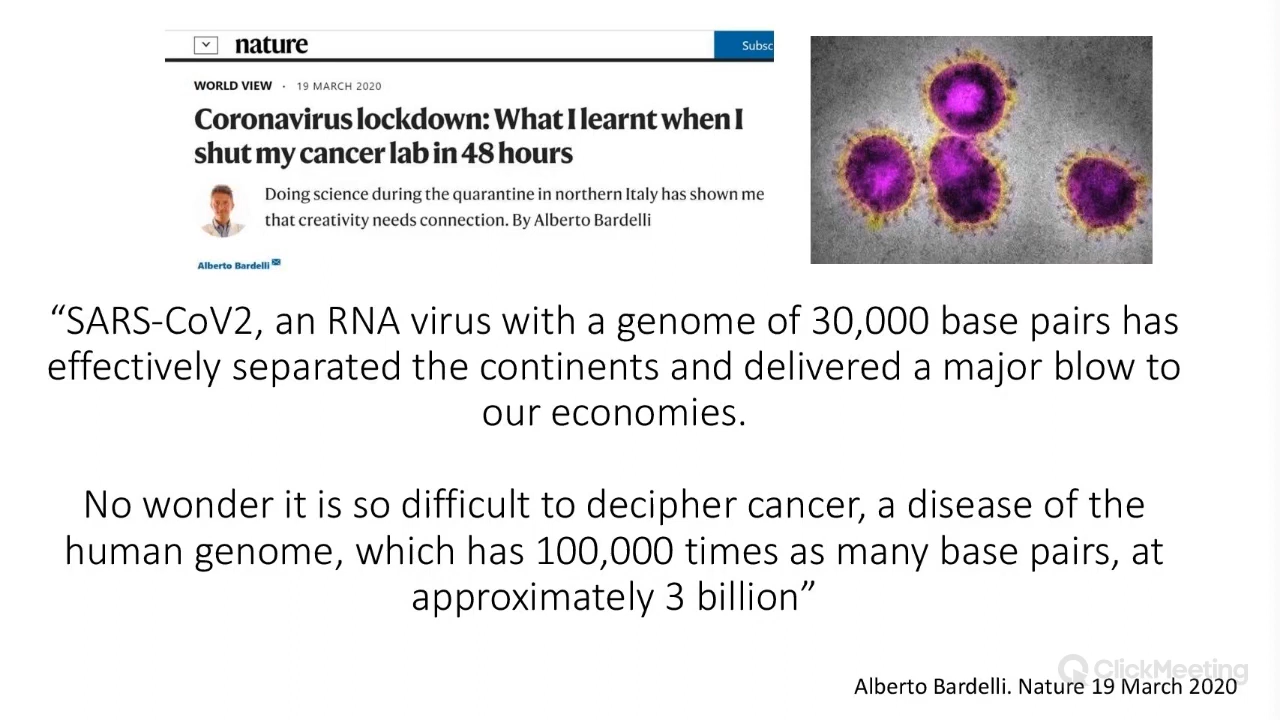 nature
Subsc
WORLD VIEW · 19 MARCH 2020
Coronavirus lockdown: What I learnt when I
shut my cancer lab in 48 hours
Doing science during the quarantine in northern Italy has shown me
that creativity needs connection. By Alberto Bardelli
Alberto Bardelli
“SARS-CoV2, an RNA virus with a genome of 30,000 base pairs has
effectively separated the continents and delivered a major blow to
our economies.
No wonder it is so difficult to decipher cancer, a disease of the
human genome, which has 100,000 times as many base pairs, at
approximately 3 billion”
ClickMeeting
Alberto Bardelli. Nature 19 March 2020